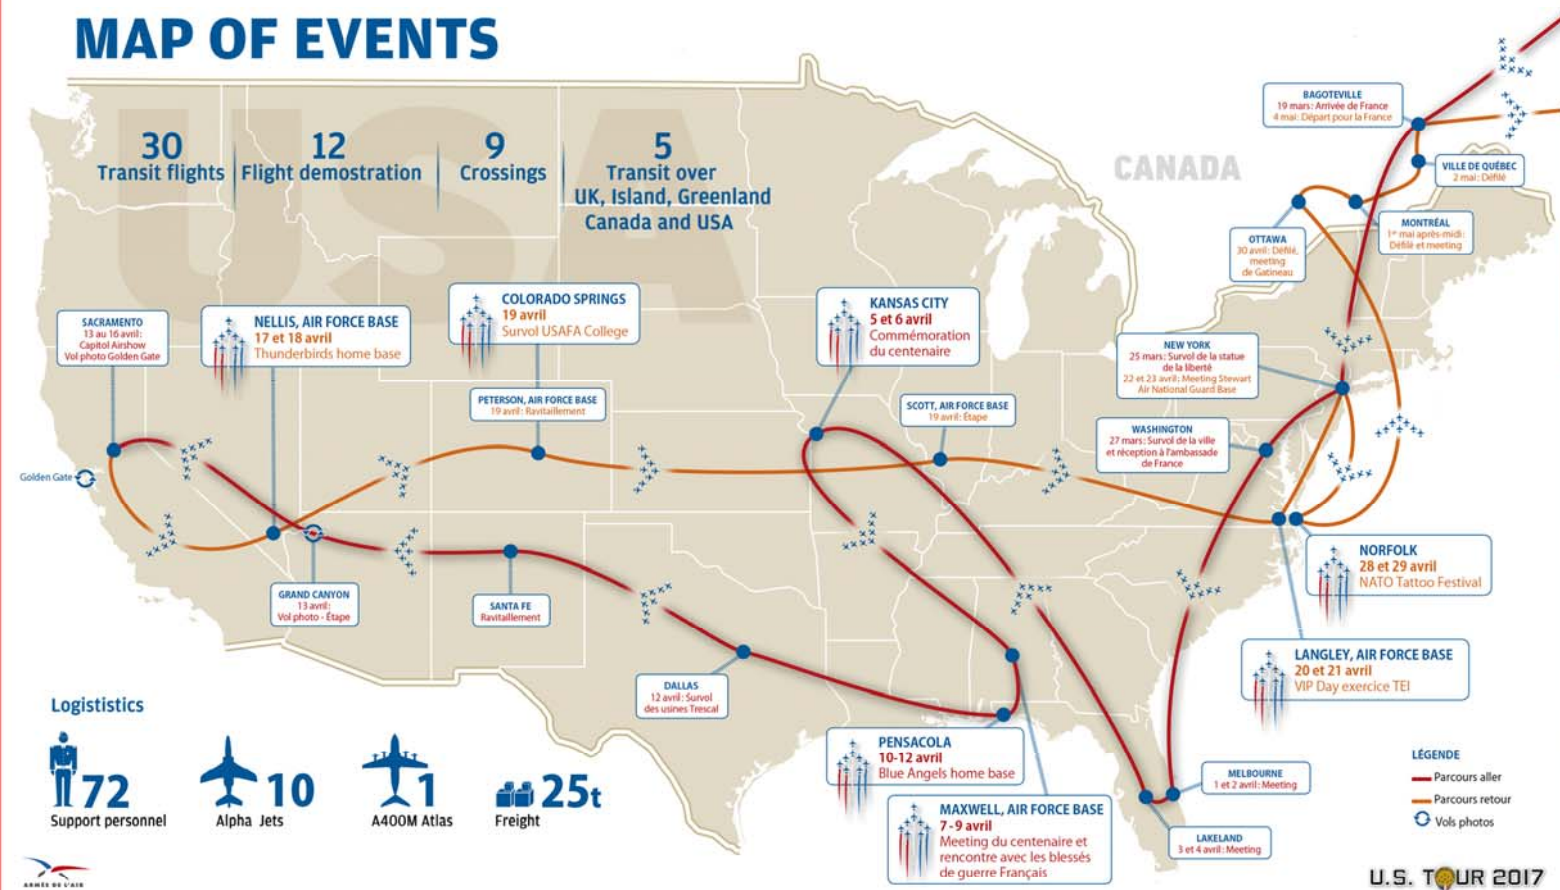 MAP OF EVENTS
USA
30
Transit flights
12
Flight demostration
9
Crossings
5
Transit over
UK, Island, Greenland
Canada and USA
CANADA
BAGOTEVILLE
19 mars: Arrivée de France
4 mai: Départ pour la France
VILLE DE QUÉBEC
2 mai: Défilé
MONTRÉAL
1er mai après-midi:
Défilé et meeting
OTTAWA
30 avril: Défilé,
meeting
de Gatineau
SACRAMENTO
13 au 16 avril:
Capitol Airshow
Vol photo Golden Gate
NELLIS, AIR FORCE BASE
17 et 18 avril
Thunderbirds home base
COLORADO SPRINGS
19 avril
Survol USAFA College
PETERSON, AIR FORCE BASE
19 avril: Ravitaillement
KANSAS CITY
5 et 6 avril
Commémoration
du centenaire
SCOTT, AIR FORCE BASE
19 avril: Étape
NEW YORK
25 mars: Survol de la statue
de la liberté
22 et 23 avril: Meeting Stewart
Air National Guard Base
WASHINGTON
27 mars: Survol de la ville
et réception à l'ambassade
de France
Golden Gate
GRAND CANYON
13 avril:
Vol photo - Étape
SANTA FE
Ravitaillement
DALLAS
12 avril: Survol
des usines Trescal
NORFOLK
28 et 29 avril
NATO Tattoo Festival
LANGLEY, AIR FORCE BASE
20 et 21 avril
VIP Day exercice TEI
PENSACOLA
10-12 avril
Blue Angels home base
MAXWELL, AIR FORCE BASE
7-9 avril
Meeting du centenaire et
rencontre avec les blessés
de guerre Français
MELBOURNE
1 et 2 avril: Meeting
LAKELAND
3 et 4 avril: Meeting
Logististics
72
Support personnel
10
Alpha Jets
1
A400M Atlas
25t
Freight
LÉGENDE
Parcours aller
Parcours retour
Vols photos
ARMÉE DE L'AIR
U.S. TOUR 2017